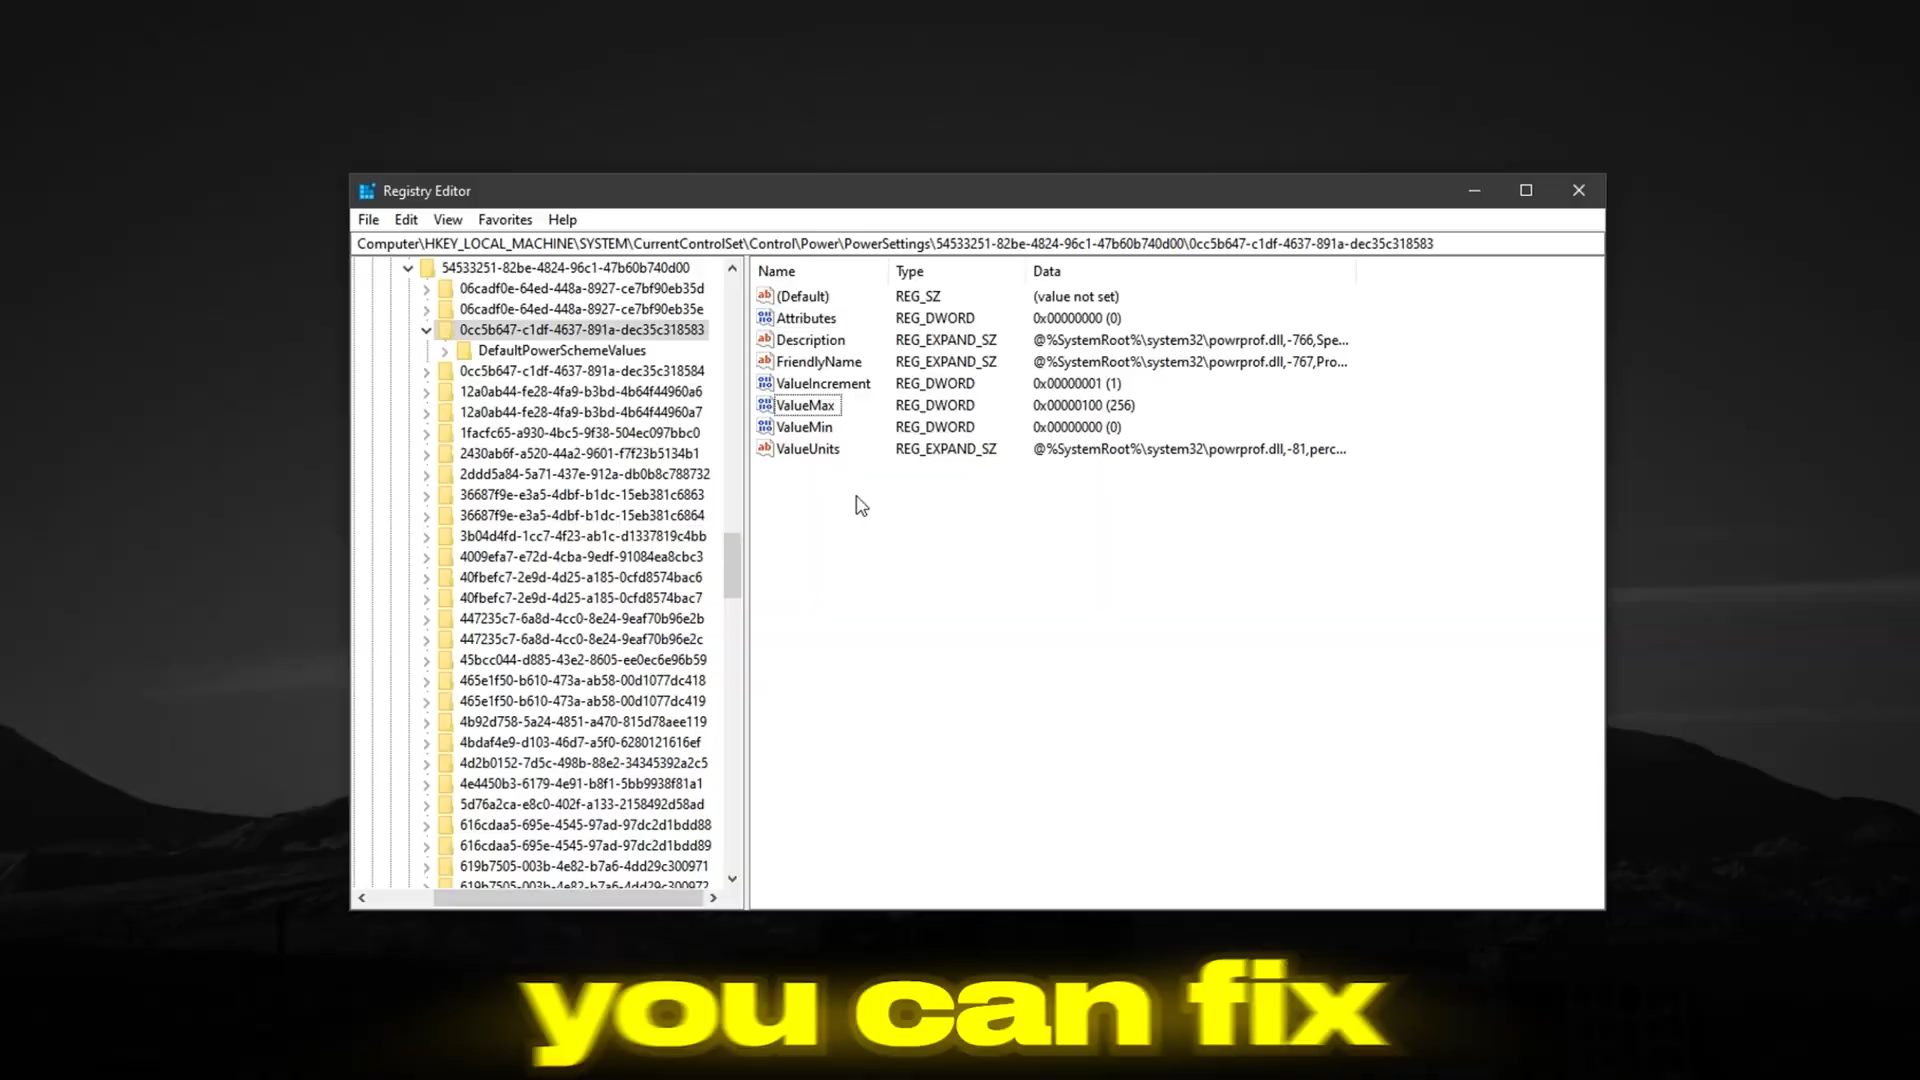 Registry Editor
File Edit View Favorites Help
Computer\HKEY_LOCAL_MACHINE\SYSTEM\CurrentControlSet\Control\Power\PowerSettings\54533251-82be-4824-96c1-47b60b740d00\0cc5b647-c1df-4637-891a-dec35c318583
54533251-82be-4824-96c1-47b60b740d00
06cadf0e-64ed-448a-8927-ce7bf90eb35d
06cadf0e-64ed-448a-8927-ce7bf90eb35e
0cc5b647-c1df-4637-891a-dec35c318583
DefaultPowerSchemeValues
0cc5b647-c1df-4637-891a-dec35c318584
12a0ab44-fe28-4fa9-b3bd-4b64f44960a6
12a0ab44-fe28-4fa9-b3bd-4b64f44960a7
1facfc65-a930-4bc5-9f38-504ec097bbc0
2430ab6f-a520-44a2-9601-f7f23b5134b1
2ddd5a84-5a71-437e-912a-db0b8c788732
36687f9e-e3a5-4dbf-b1dc-15eb381c6863
36687f9e-e3a5-4dbf-b1dc-15eb381c6864
3b04d4fd-1cc7-4f23-ab1c-d1337819c4bb
4009efa7-e72d-4cba-9edf-91084ea8cbc3
40fbefc7-2e9d-4d25-a185-0cfd8574bac6
40fbefc7-2e9d-4d25-a185-0cfd8574bac7
447235c7-6a8d-4cc0-8e24-9eaf70b96e2b
447235c7-6a8d-4cc0-8e24-9eaf70b96e2c
45bcc044-d885-43e2-8605-ee0ec6e96b59
465e1f50-b610-473a-ab58-00d1077dc418
465e1f50-b610-473a-ab58-00d1077dc419
4b92d758-5a24-4851-a470-815d78aee119
4bdaf4e9-d103-46d7-a5f0-6280121616ef
4d2b0152-7d5c-498b-88e2-34345392a2c5
4e4450b3-6179-4e91-b8f1-5bb9938f81a1
5d76a2ca-e8c0-402f-a133-2158492d58ad
616cdaa5-695e-4545-97ad-97dc2d1bdd88
616cdaa5-695e-4545-97ad-97dc2d1bdd89
619b7505-003b-4e82-b7a6-4dd29c300971
619b7505-003b-4e82-b7a6-4dd29c300972
Name Type Data
(Default) REG_SZ (value not set)
Attributes REG_DWORD 0x00000000 (0)
Description REG_EXPAND_SZ @%SystemRoot%\system32\powrprof.dll,-766,Spe...
FriendlyName REG_EXPAND_SZ @%SystemRoot%\system32\powrprof.dll,-767,Pro...
ValueIncrement REG_DWORD 0x00000001 (1)
ValueMax REG_DWORD 0x00000100 (256)
ValueMin REG_DWORD 0x00000000 (0)
ValueUnits REG_EXPAND_SZ @%SystemRoot%\system32\powrprof.dll,-81,perc...
you can fix